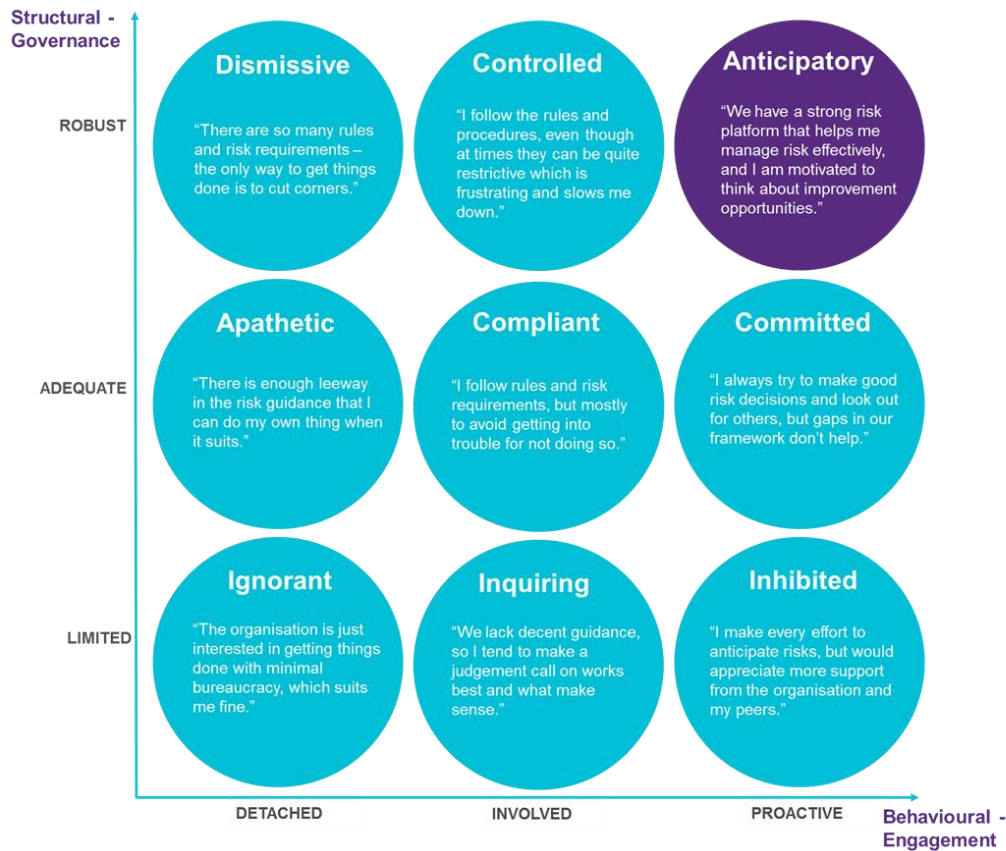 Structural -
Governance
Dismissive
Controlled
Anticipatory
ROBUST
“There are so many rules
and risk requirements –
the only way to get things
done is to cut corners.”
“I follow the rules and
procedures, even though
at times they can be quite
restrictive which is
frustrating and slows me
down.”
“We have a strong risk
platform that helps me
manage risk effectively,
and I am motivated to
think about improvement
opportunities.”
Apathetic
Compliant
Committed
ADEQUATE
“There is enough leeway
in the risk guidance that I
can do my own thing when
it suits.”
“I follow rules and risk
requirements, but mostly
to avoid getting into
trouble for not doing so.”
“I always try to make good
risk decisions and look out
for others, but gaps in our
framework don’t help.”
Ignorant
Inquiring
Inhibited
LIMITED
“The organisation is just
interested in getting things
done with minimal
bureaucracy, which suits
me fine.”
“We lack decent guidance,
so I tend to make a
judgement call on works
best and what make
sense.”
“I make every effort to
anticipate risks, but would
appreciate more support
from the organisation and
my peers.”
DETACHED
INVOLVED
PROACTIVE
Behavioural -
Engagement